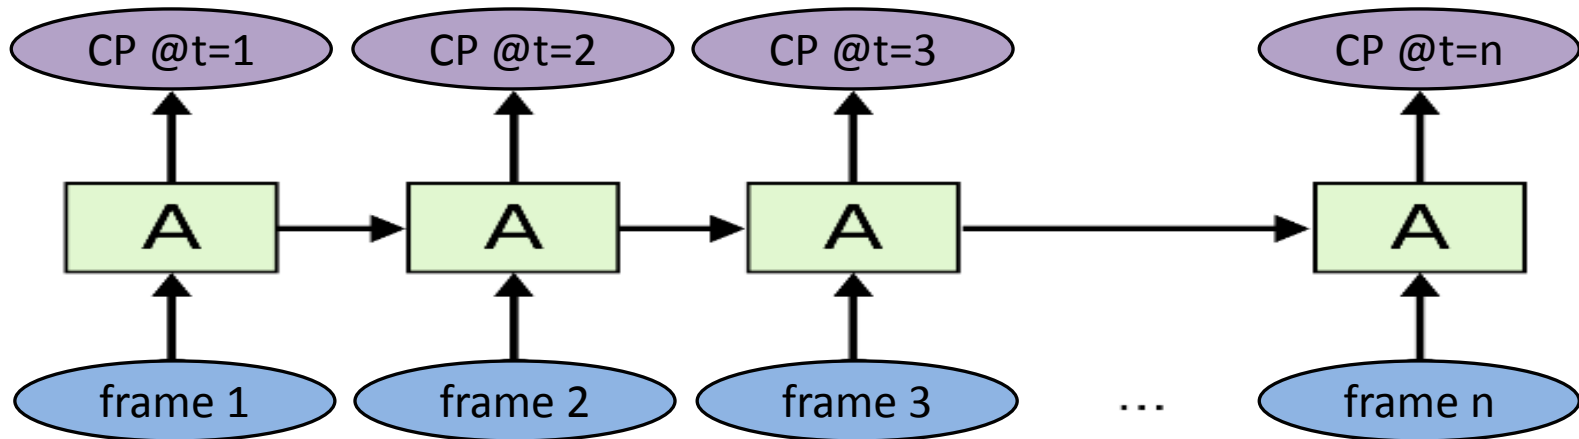 CP @t=1 CP @t=2 CP @t=3 CP @t=n
A A A A
frame 1 frame 2 frame 3 ... frame n